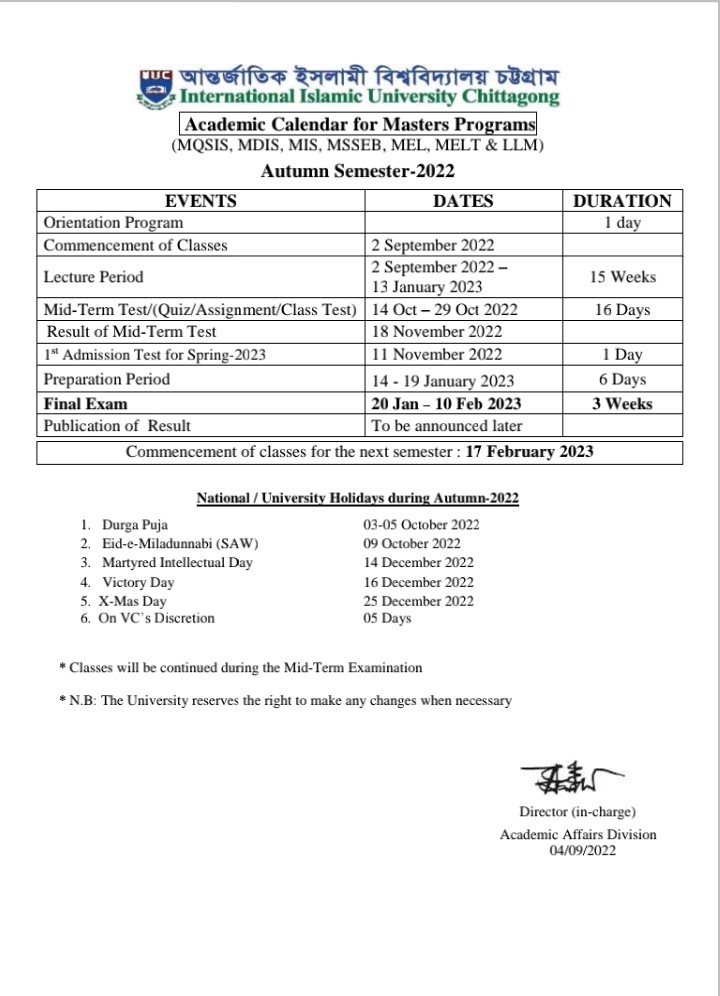 IIUC
আন্তর্জাতিক ইসলামী বিশ্ববিদ্যালয় চট্টগ্রাম
International Islamic University Chittagong
Academic Calendar for Masters Programs
(MQSIS, MDIS, MIS, MSSEB, MEL, MELT & LLM)
Autumn Semester-2022
EVENTS DATES DURATION
Orientation Program 1 day
Commencement of Classes 2 September 2022
Lecture Period 2 September 2022 – 13 January 2023 15 Weeks
Mid-Term Test/(Quiz/Assignment/Class Test) 14 Oct – 29 Oct 2022 16 Days
Result of Mid-Term Test 18 November 2022
1st Admission Test for Spring-2023 11 November 2022 1 Day
Preparation Period 14 - 19 January 2023 6 Days
Final Exam 20 Jan – 10 Feb 2023 3 Weeks
Publication of Result To be announced later
Commencement of classes for the next semester : 17 February 2023
National / University Holidays during Autumn-2022
1. Durga Puja 03-05 October 2022
2. Eid-e-Miladunnabi (SAW) 09 October 2022
3. Martyred Intellectual Day 14 December 2022
4. Victory Day 16 December 2022
5. X-Mas Day 25 December 2022
6. On VC`s Discretion 05 Days
* Classes will be continued during the Mid-Term Examination
* N.B: The University reserves the right to make any changes when necessary
Director (in-charge)
Academic Affairs Division
04/09/2022